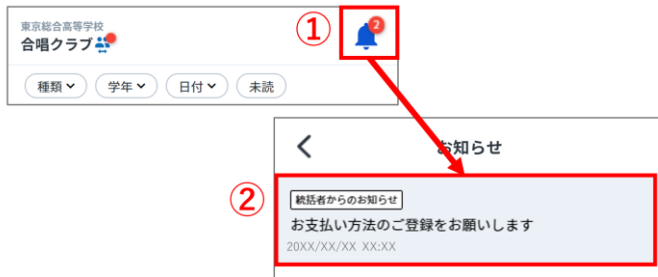 東京総合高等学校
合唱クラブ
①
2
種類
学年
日付
未読
お知らせ
②
統括者からのお知らせ
お支払い方法のご登録をお願いします
20XX/XX/XX XX:XX